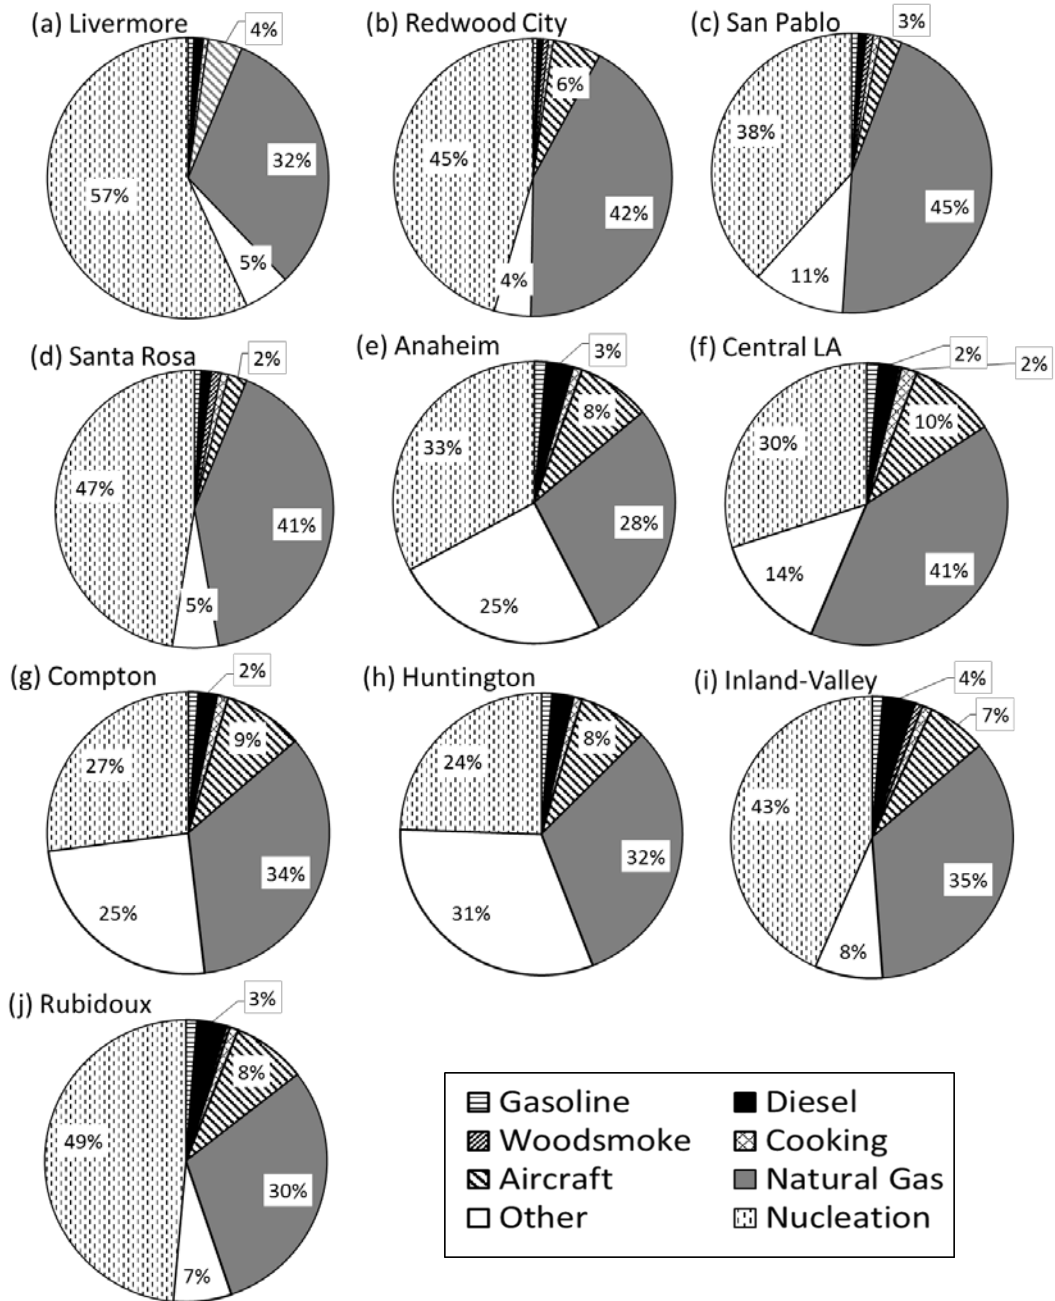 (a) Livermore
4%
32%
57%
5%
(b) Redwood City
6%
45%
42%
4%
(c) San Pablo
3%
38%
45%
11%
(d) Santa Rosa
2%
47%
41%
5%
(e) Anaheim
3%
8%
33%
28%
25%
(f) Central LA
2%
2%
10%
30%
41%
14%
(g) Compton
2%
9%
27%
34%
25%
(h) Huntington
8%
24%
32%
31%
(i) Inland-Valley
4%
7%
43%
35%
8%
(j) Rubidoux
3%
8%
49%
30%
7%
Gasoline
Diesel
Woodsmoke
Cooking
Aircraft
Natural Gas
Other
Nucleation